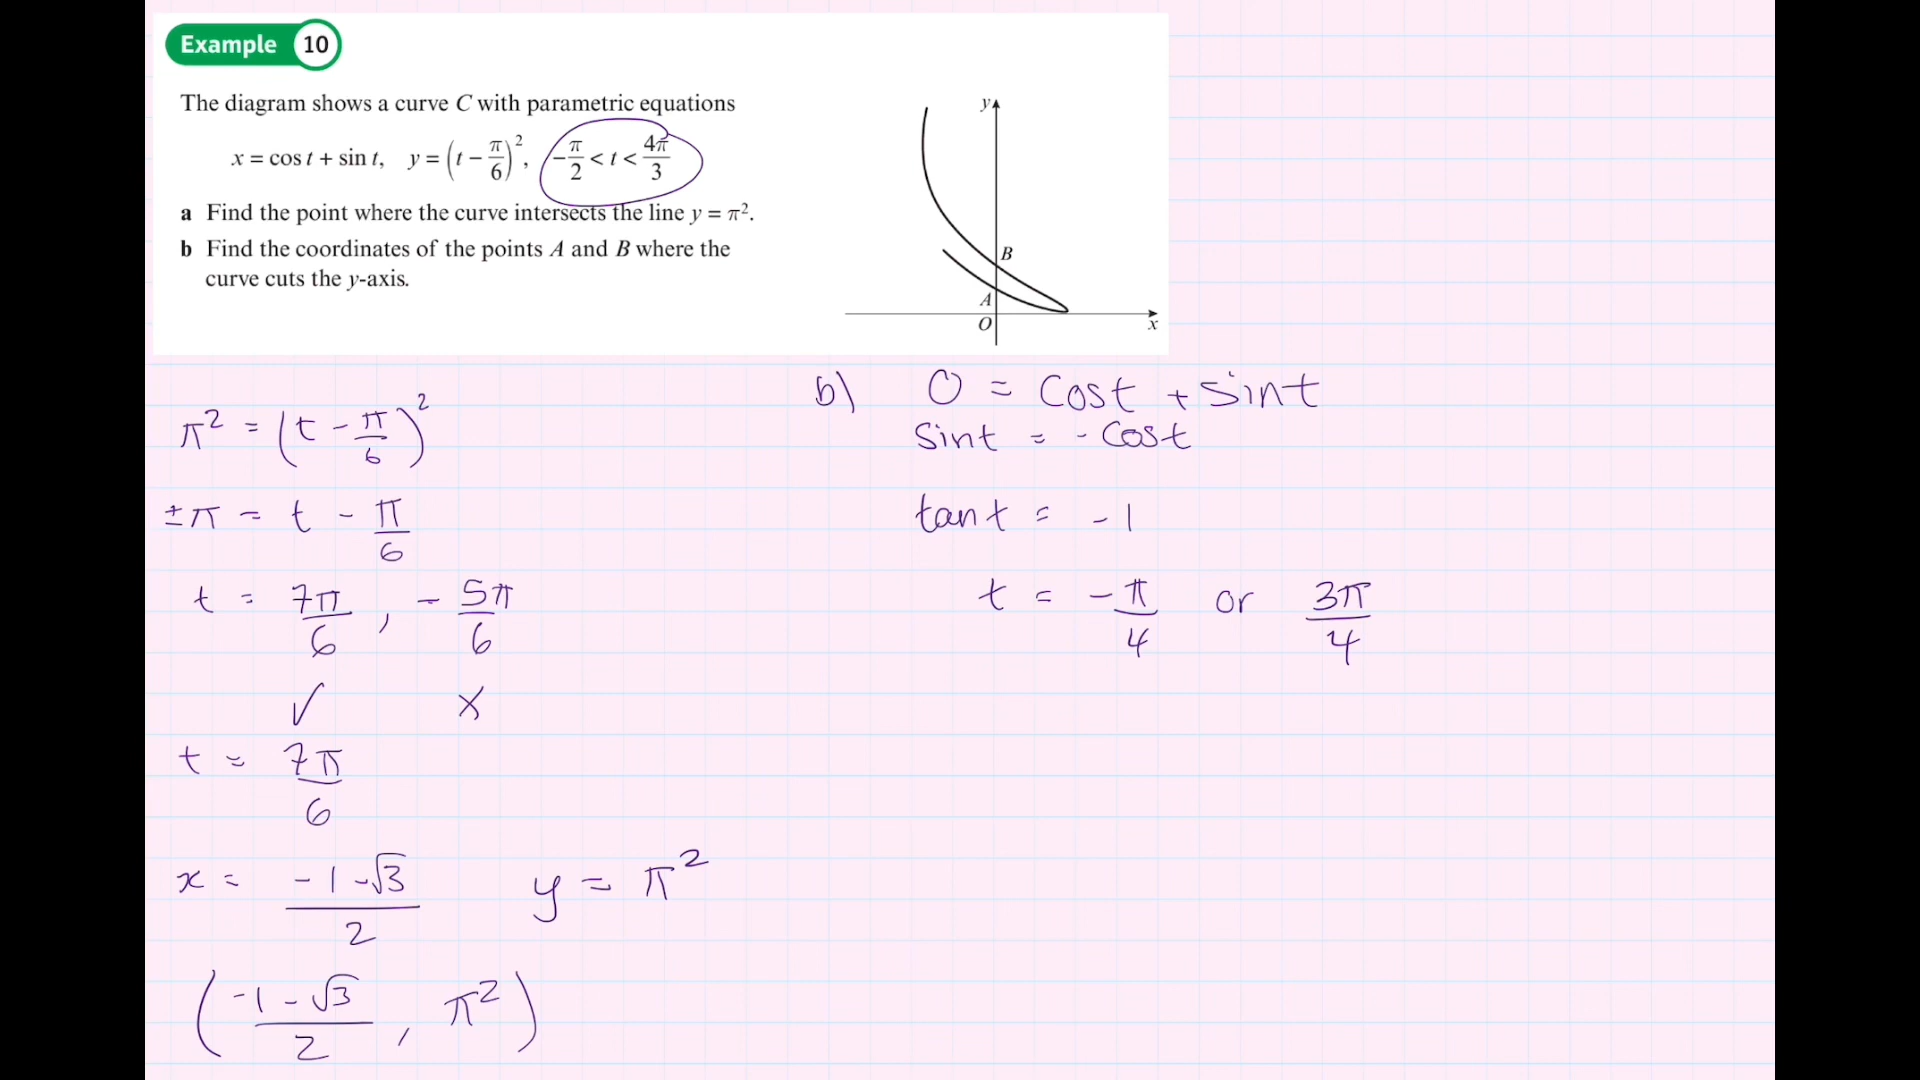 Example 10
The diagram shows a curve C with parametric equations
x = cos t + sin t, y = (t − π/6)², −π/2 < t < 4π/3
a Find the point where the curve intersects the line y = π².
b Find the coordinates of the points A and B where the
curve cuts the y-axis.
y
B
A
O
x
π² = (t - π/6)²
±π = t - π/6
t = 7π/6, - 5π/6
✓ ×
t = 7π/6
x = (-1-√3)/2 y = π²
((-1-√3)/2, π²)
b) 0 = cost + sint
sint = - cost
tan t = -1
t = -π/4 or 3π/4